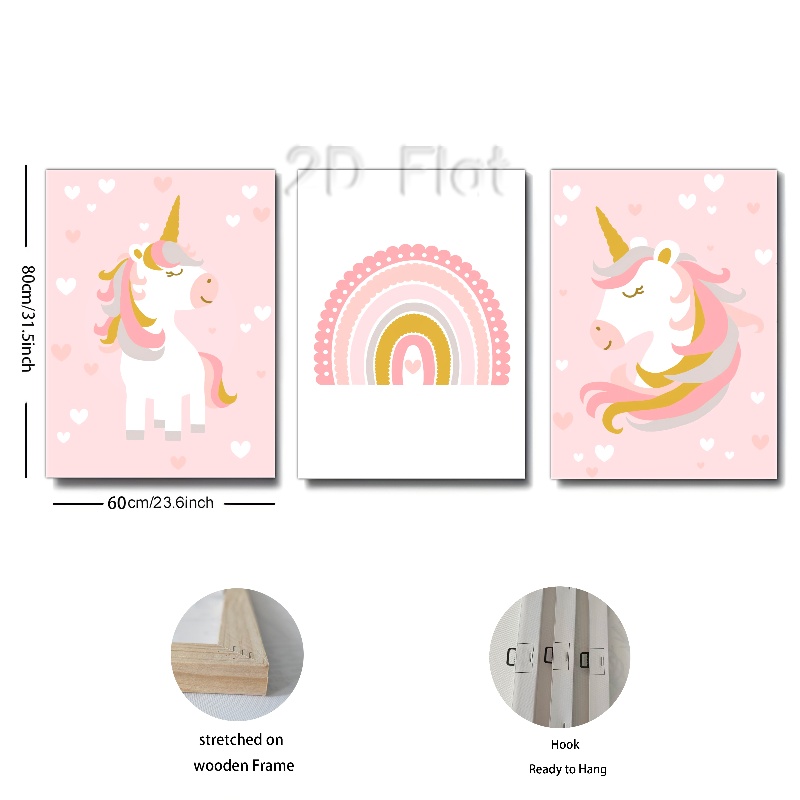 2D Flat
80cm/31.5inch
60cm/23.6inch
stretched on
wooden Frame
Hook
Ready to Hang